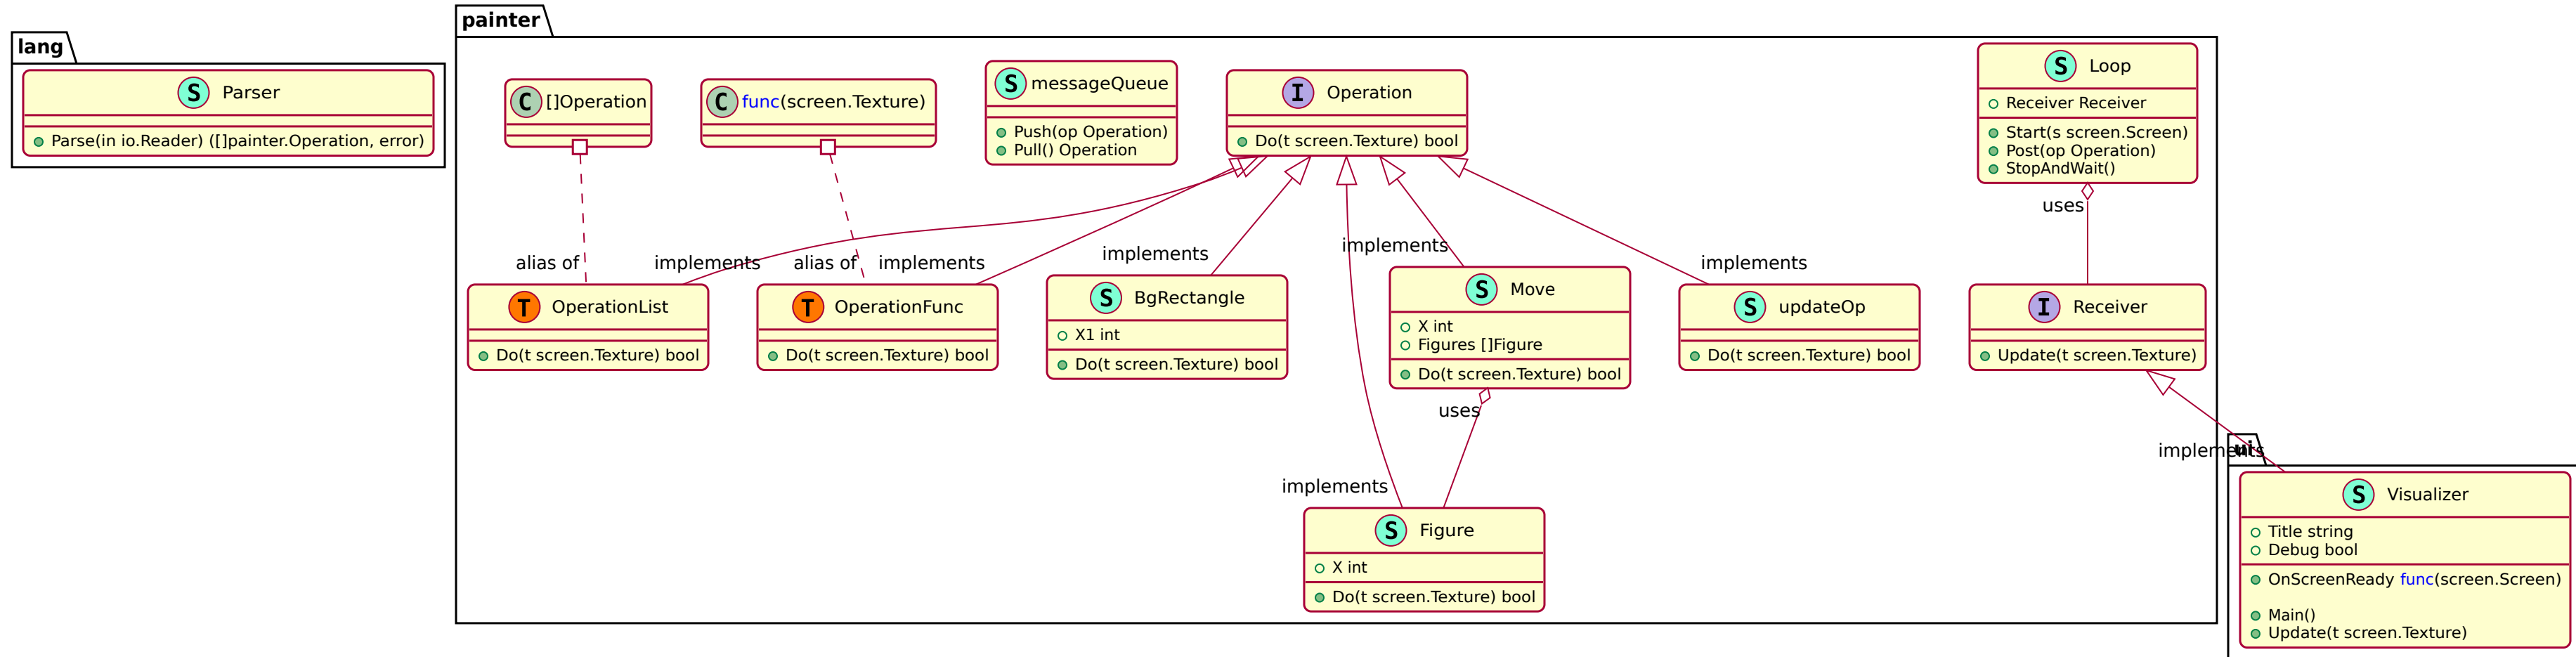 lang
S Parser
Parse(in io.Reader) ([]painter.Operation, error)
painter
C []Operation
C func(screen.Texture)
S messageQueue
Push(op Operation)
Pull() Operation
I Operation
Do(t screen.Texture) bool
S Loop
Receiver Receiver
Start(s screen.Screen)
Post(op Operation)
StopAndWait()
uses
alias of
implements
alias of
implements
implements
implements
implements
T OperationList
Do(t screen.Texture) bool
T OperationFunc
Do(t screen.Texture) bool
S BgRectangle
X1 int
Do(t screen.Texture) bool
S Move
X int
Figures []Figure
Do(t screen.Texture) bool
S updateOp
Do(t screen.Texture) bool
I Receiver
Update(t screen.Texture)
uses
implements
implements
ui
S Figure
X int
Do(t screen.Texture) bool
S Visualizer
Title string
Debug bool
OnScreenReady func(screen.Screen)
Main()
Update(t screen.Texture)